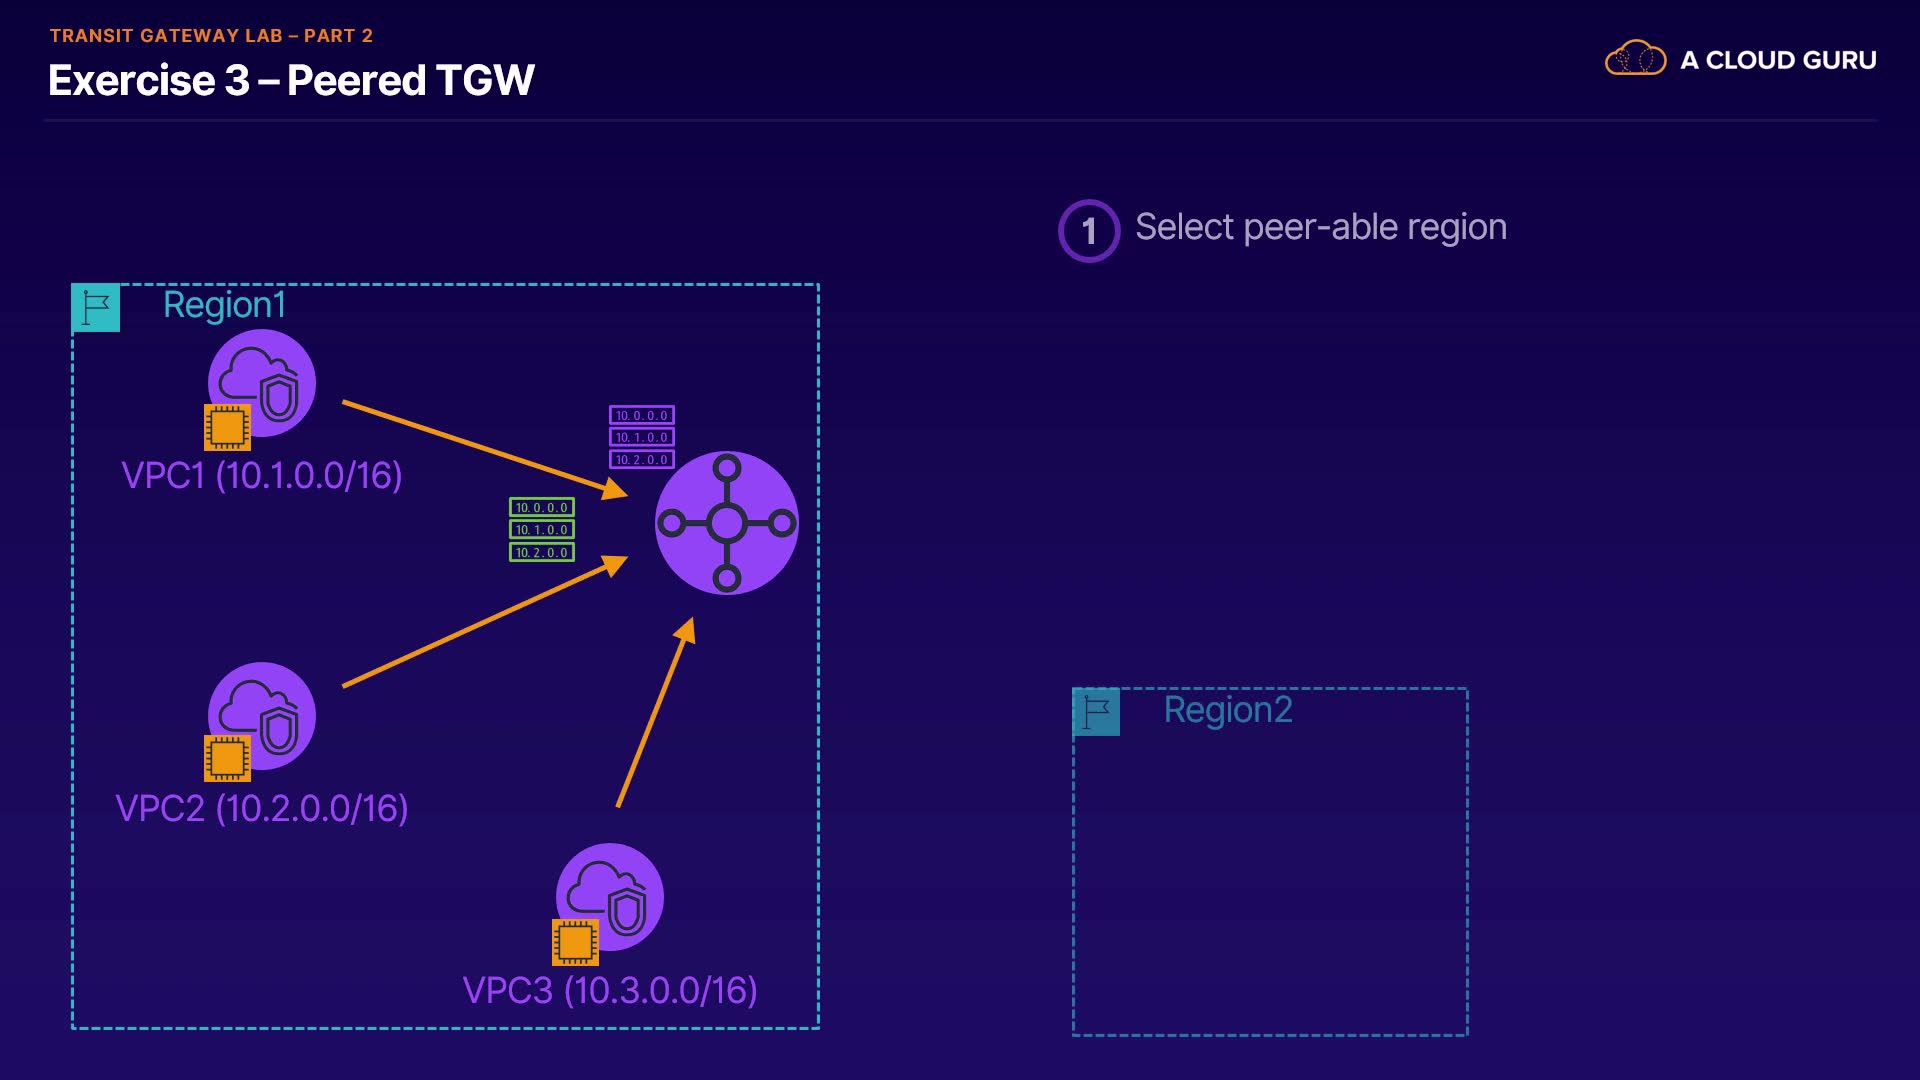 TRANSIT GATEWAY LAB – PART 2
Exercise 3 – Peered TGW
A CLOUD GURU
1 Select peer-able region
Region1
VPC1 (10.1.0.0/16)
10.0.0.0
10.1.0.0
10.2.0.0
10.0.0.0
10.1.0.0
10.2.0.0
VPC2 (10.2.0.0/16)
Region2
VPC3 (10.3.0.0/16)